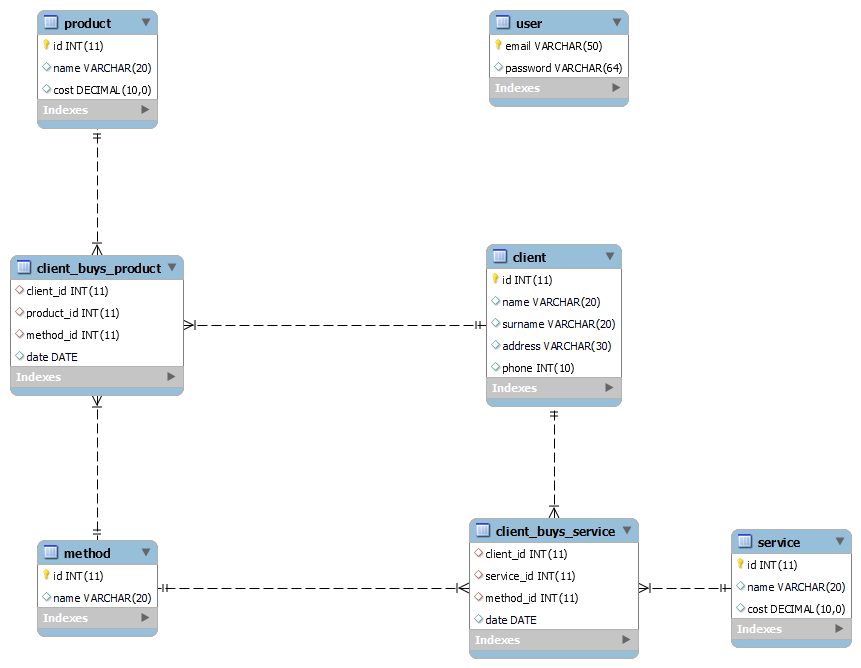 product
id INT(11)
name VARCHAR(20)
cost DECIMAL(10,0)
Indexes
user
email VARCHAR(50)
password VARCHAR(64)
Indexes
client_buys_product
client_id INT(11)
product_id INT(11)
method_id INT(11)
date DATE
Indexes
client
id INT(11)
name VARCHAR(20)
surname VARCHAR(20)
address VARCHAR(30)
phone INT(10)
Indexes
method
id INT(11)
name VARCHAR(20)
Indexes
client_buys_service
client_id INT(11)
service_id INT(11)
method_id INT(11)
date DATE
Indexes
service
id INT(11)
name VARCHAR(20)
cost DECIMAL(10,0)
Indexes